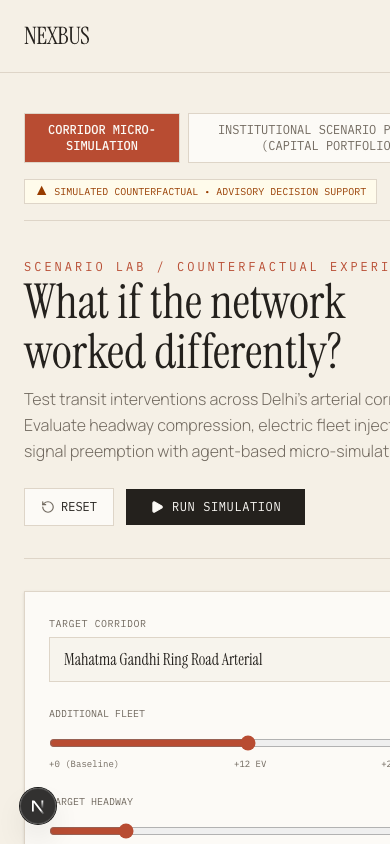 NEXBUS
CORRIDOR MICRO-
SIMULATION
INSTITUTIONAL SCENARIO P
(CAPITAL PORTFOLIO
SIMULATED COUNTERFACTUAL • ADVISORY DECISION SUPPORT
SCENARIO LAB / COUNTERFACTUAL EXPERI
What if the network
worked differently?
Test transit interventions across Delhi's arterial corr
Evaluate headway compression, electric fleet inject
signal preemption with agent-based micro-simulat
RESET
RUN SIMULATION
TARGET CORRIDOR
Mahatma Gandhi Ring Road Arterial
ADDITIONAL FLEET
+0 (Baseline) +12 EV +2
N
ARGET HEADWAY